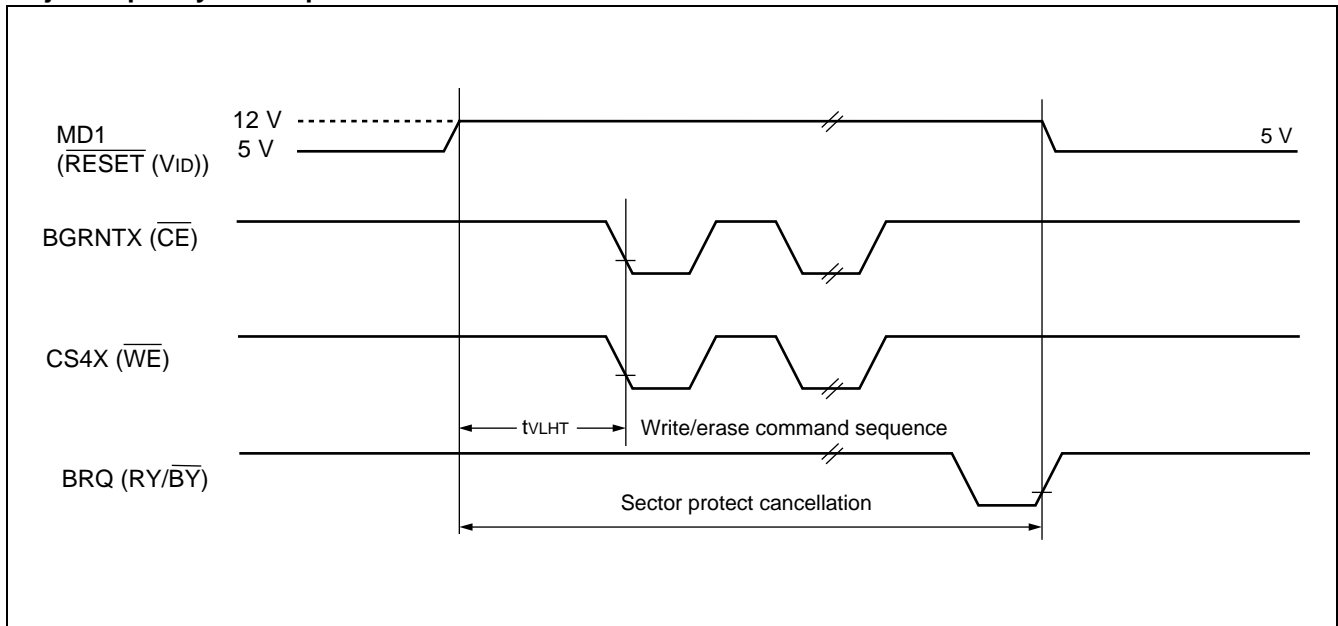 12 V
MD1
5 V
5 V
(RESET (VID))
BGRNTX (CE)
CS4X (WE)
tVLHT
Write/erase command sequence
BRQ (RY/BY)
Sector protect cancellation